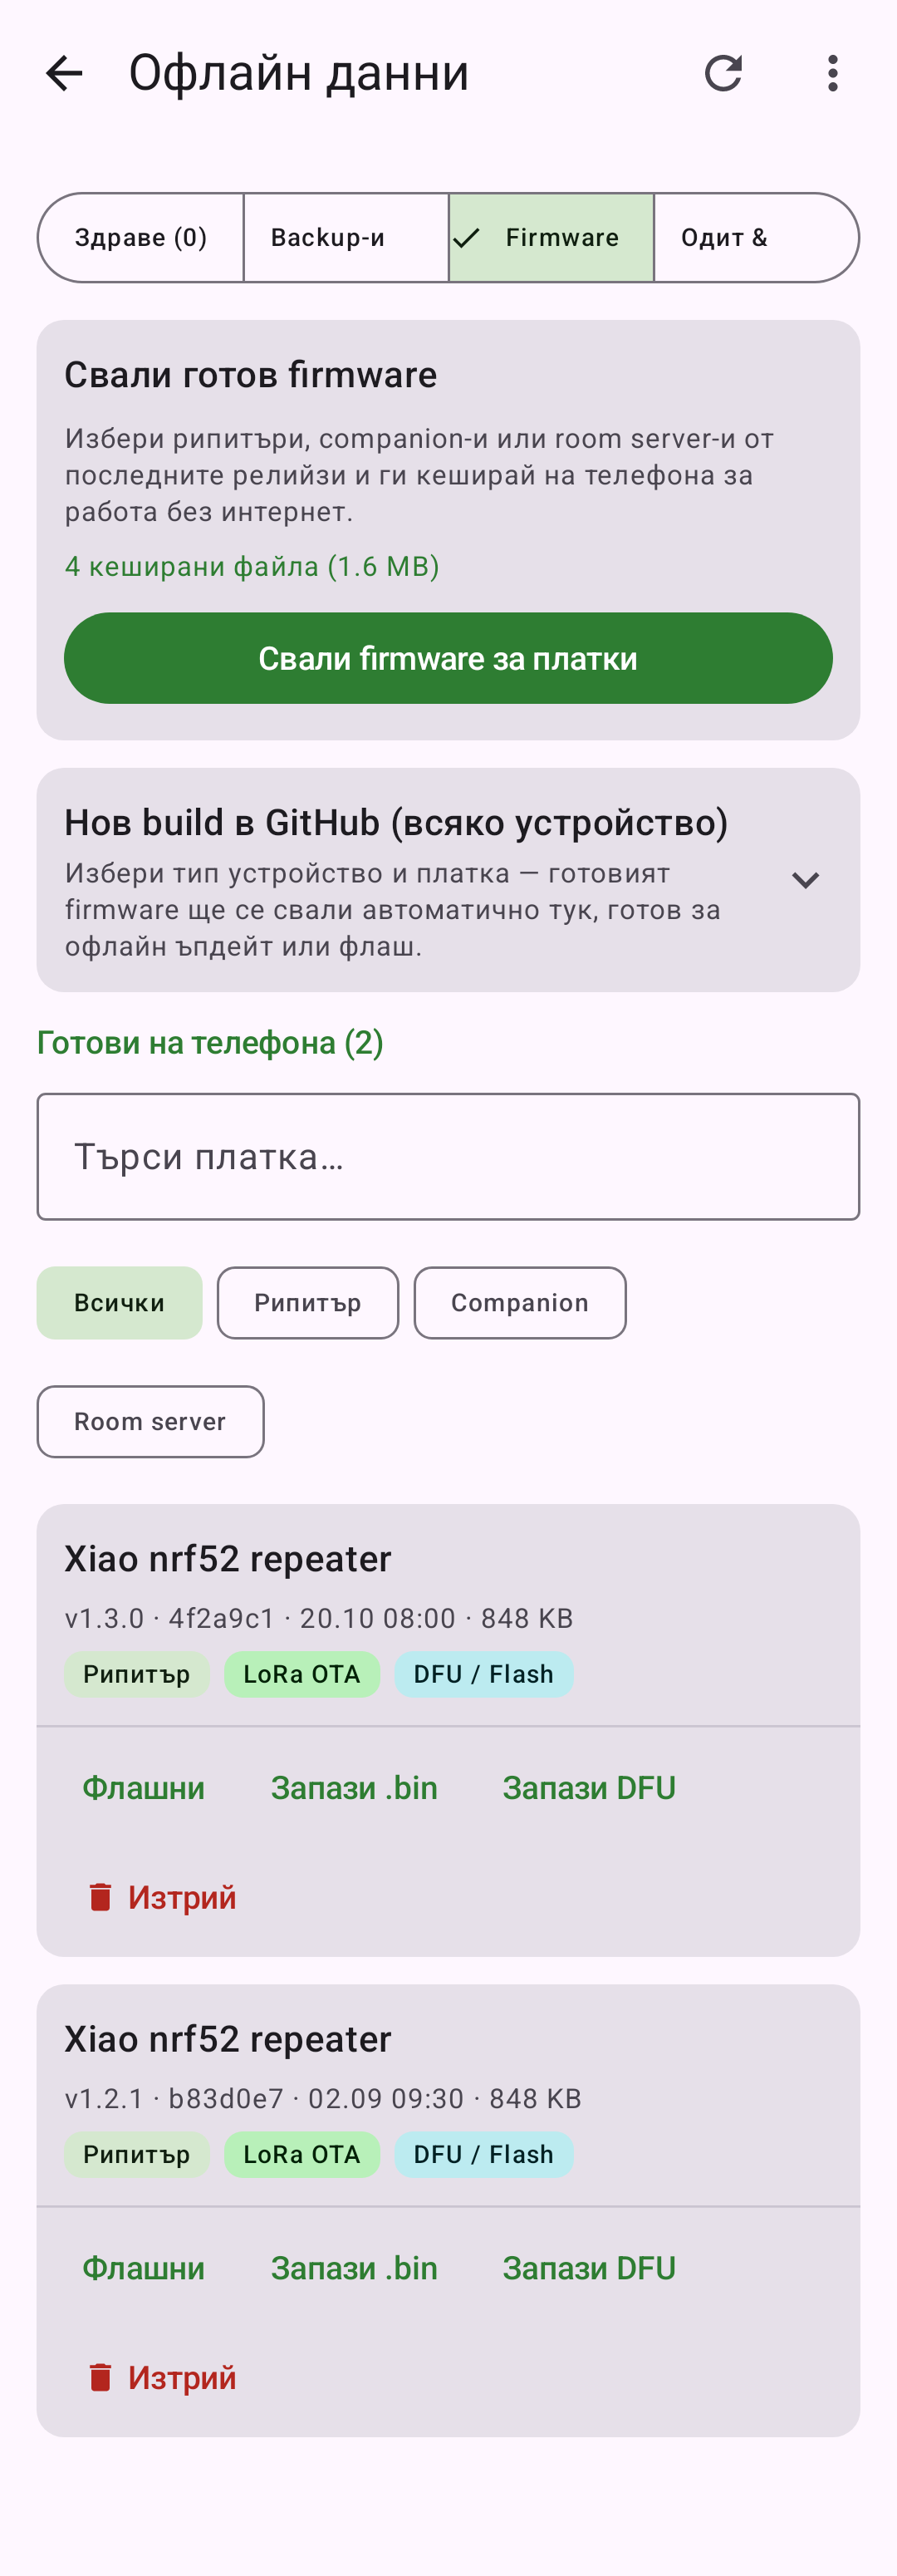 Офлайн данни
Здраве (0)
Backup-и
Firmware
Одит &
Свали готов firmware
Избери рипитъри, companion-и или room server-и от
последните релийзи и ги кеширай на телефона за
работа без интернет.
4 кеширани файла (1.6 MB)
Свали firmware за платки
Нов build в GitHub (всяко устройство)
Избери тип устройство и платка — готовият
firmware ще се свали автоматично тук, готов за
офлайн ъпдейт или флаш.
Готови на телефона (2)
Търси платка…
Всички
Рипитър
Companion
Room server
Xiao nrf52 repeater
v1.3.0 · 4f2a9c1 · 20.10 08:00 · 848 KB
Рипитър
LoRa OTA
DFU / Flash
Флашни
Запази .bin
Запази DFU
Изтрий
Xiao nrf52 repeater
v1.2.1 · b83d0e7 · 02.09 09:30 · 848 KB
Рипитър
LoRa OTA
DFU / Flash
Флашни
Запази .bin
Запази DFU
Изтрий